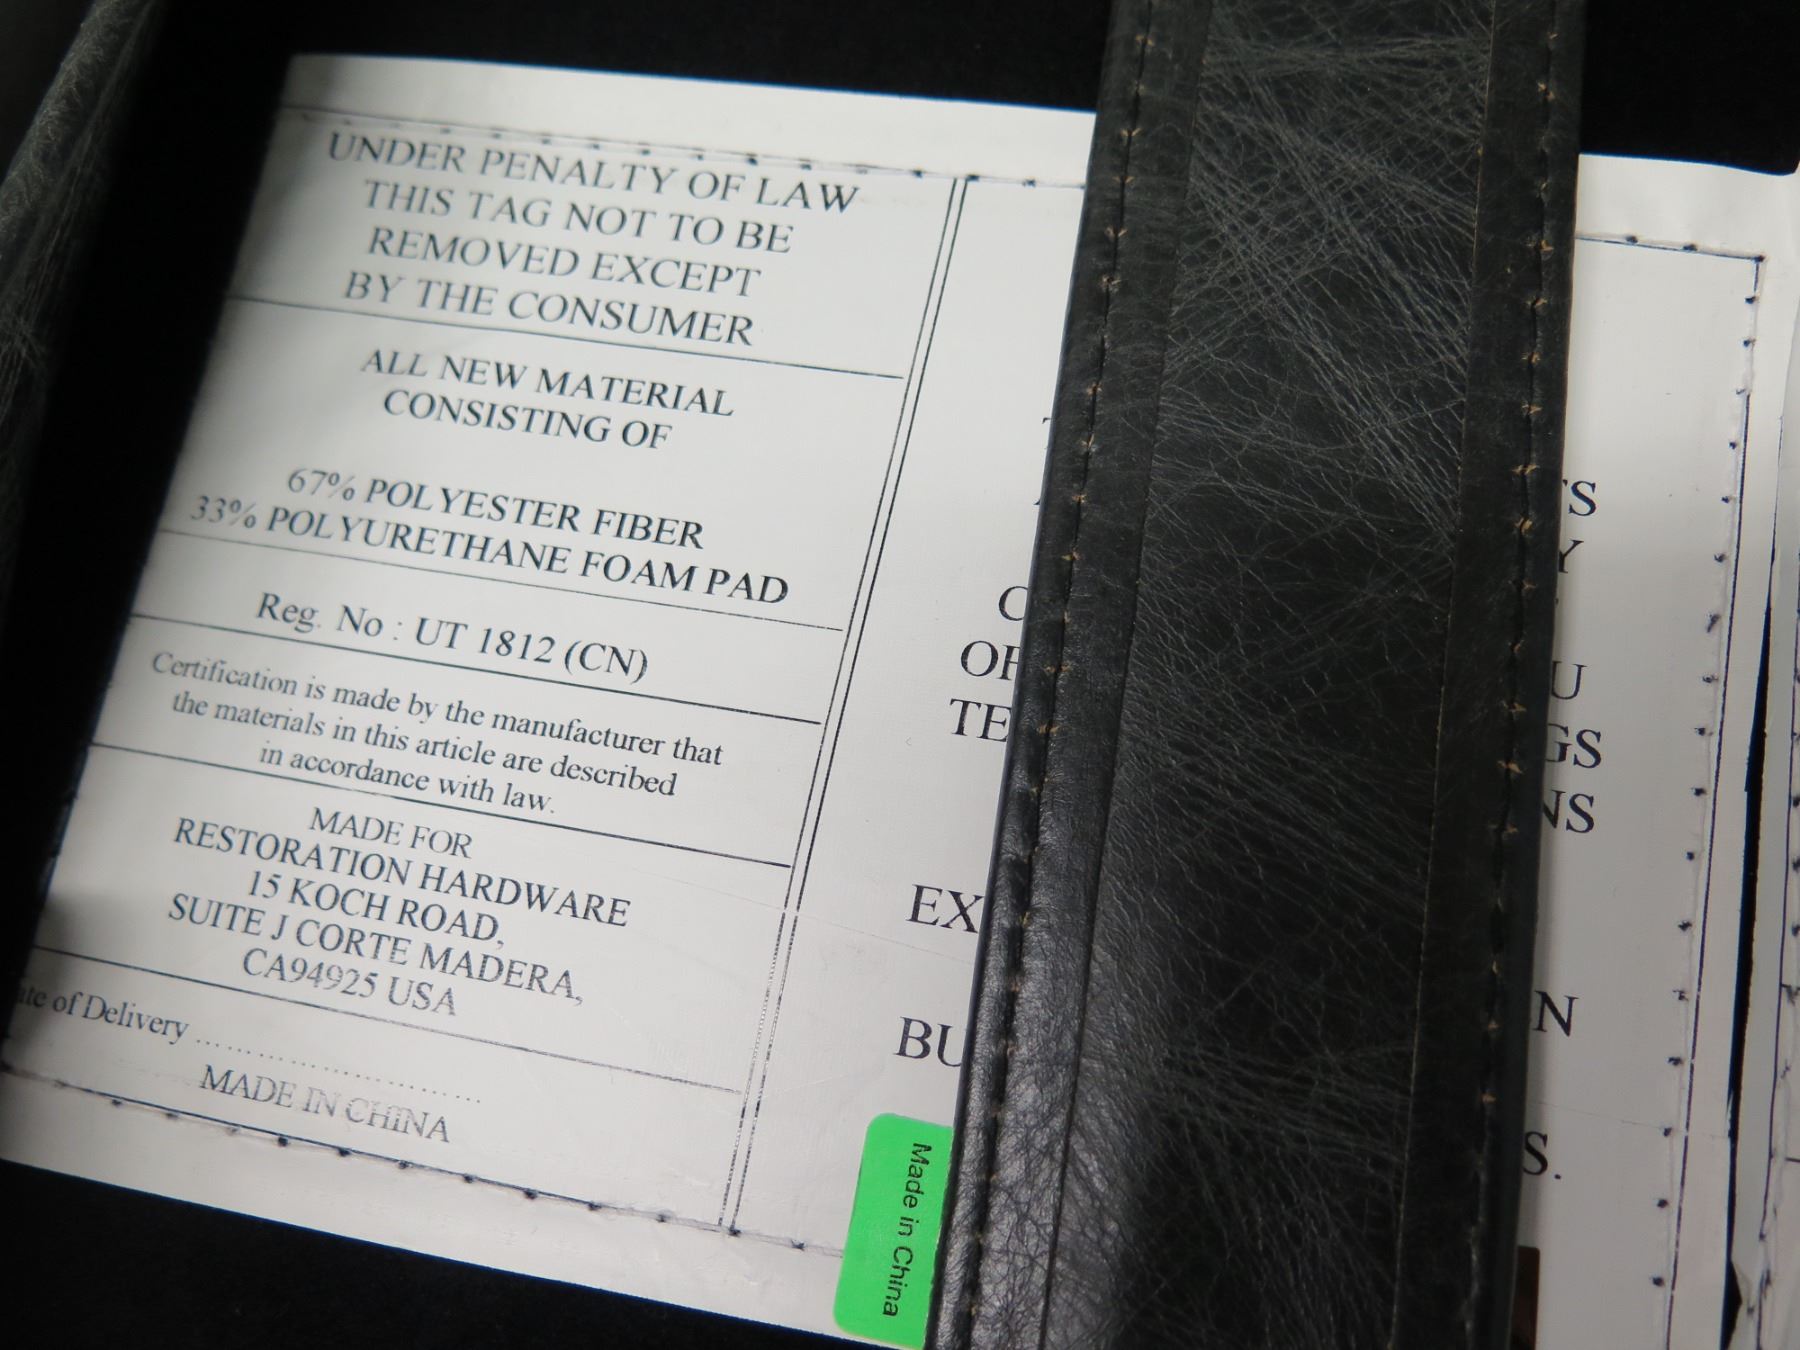 UNDER PENALTY OF LAW
THIS TAG NOT TO BE
REMOVED EXCEPT
BY THE CONSUMER
ALL NEW MATERIAL
CONSISTING OF
67% POLYESTER FIBER
33% POLYURETHANE FOAM PAD
Reg. No : UT 1812 (CN)
Certification is made by the manufacturer that
the materials in this article are described
in accordance with law.
MADE FOR
RESTORATION HARDWARE
15 KOCH ROAD,
SUITE J CORTE MADERA,
CA94925 USA
ate of Delivery ........................
MADE IN CHINA
Made in China